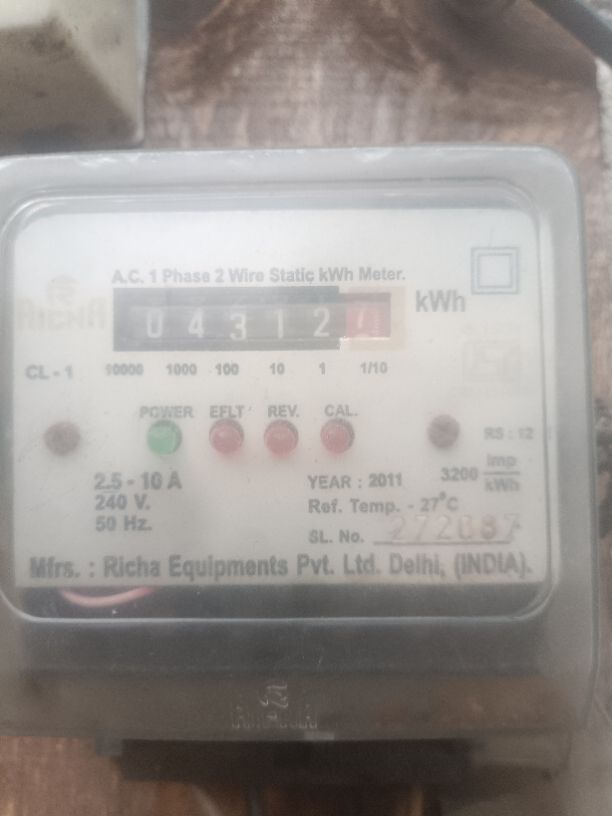 A.C. 1 Phase 2 Wire Static kWh Meter.
RICHA
0 4 3 1 2 kWh
CL - 1 10000 1000 100 10 1 1/10
POWER EFLT REV. CAL.
RS : 12
2.5 - 10 A
240 V.
50 Hz.
YEAR : 2011
3200 imp/kWh
Ref. Temp. - 27°C
SL. No. 272087
Mfrs. : Richa Equipments Pvt. Ltd. Delhi, (INDIA).
RICHA